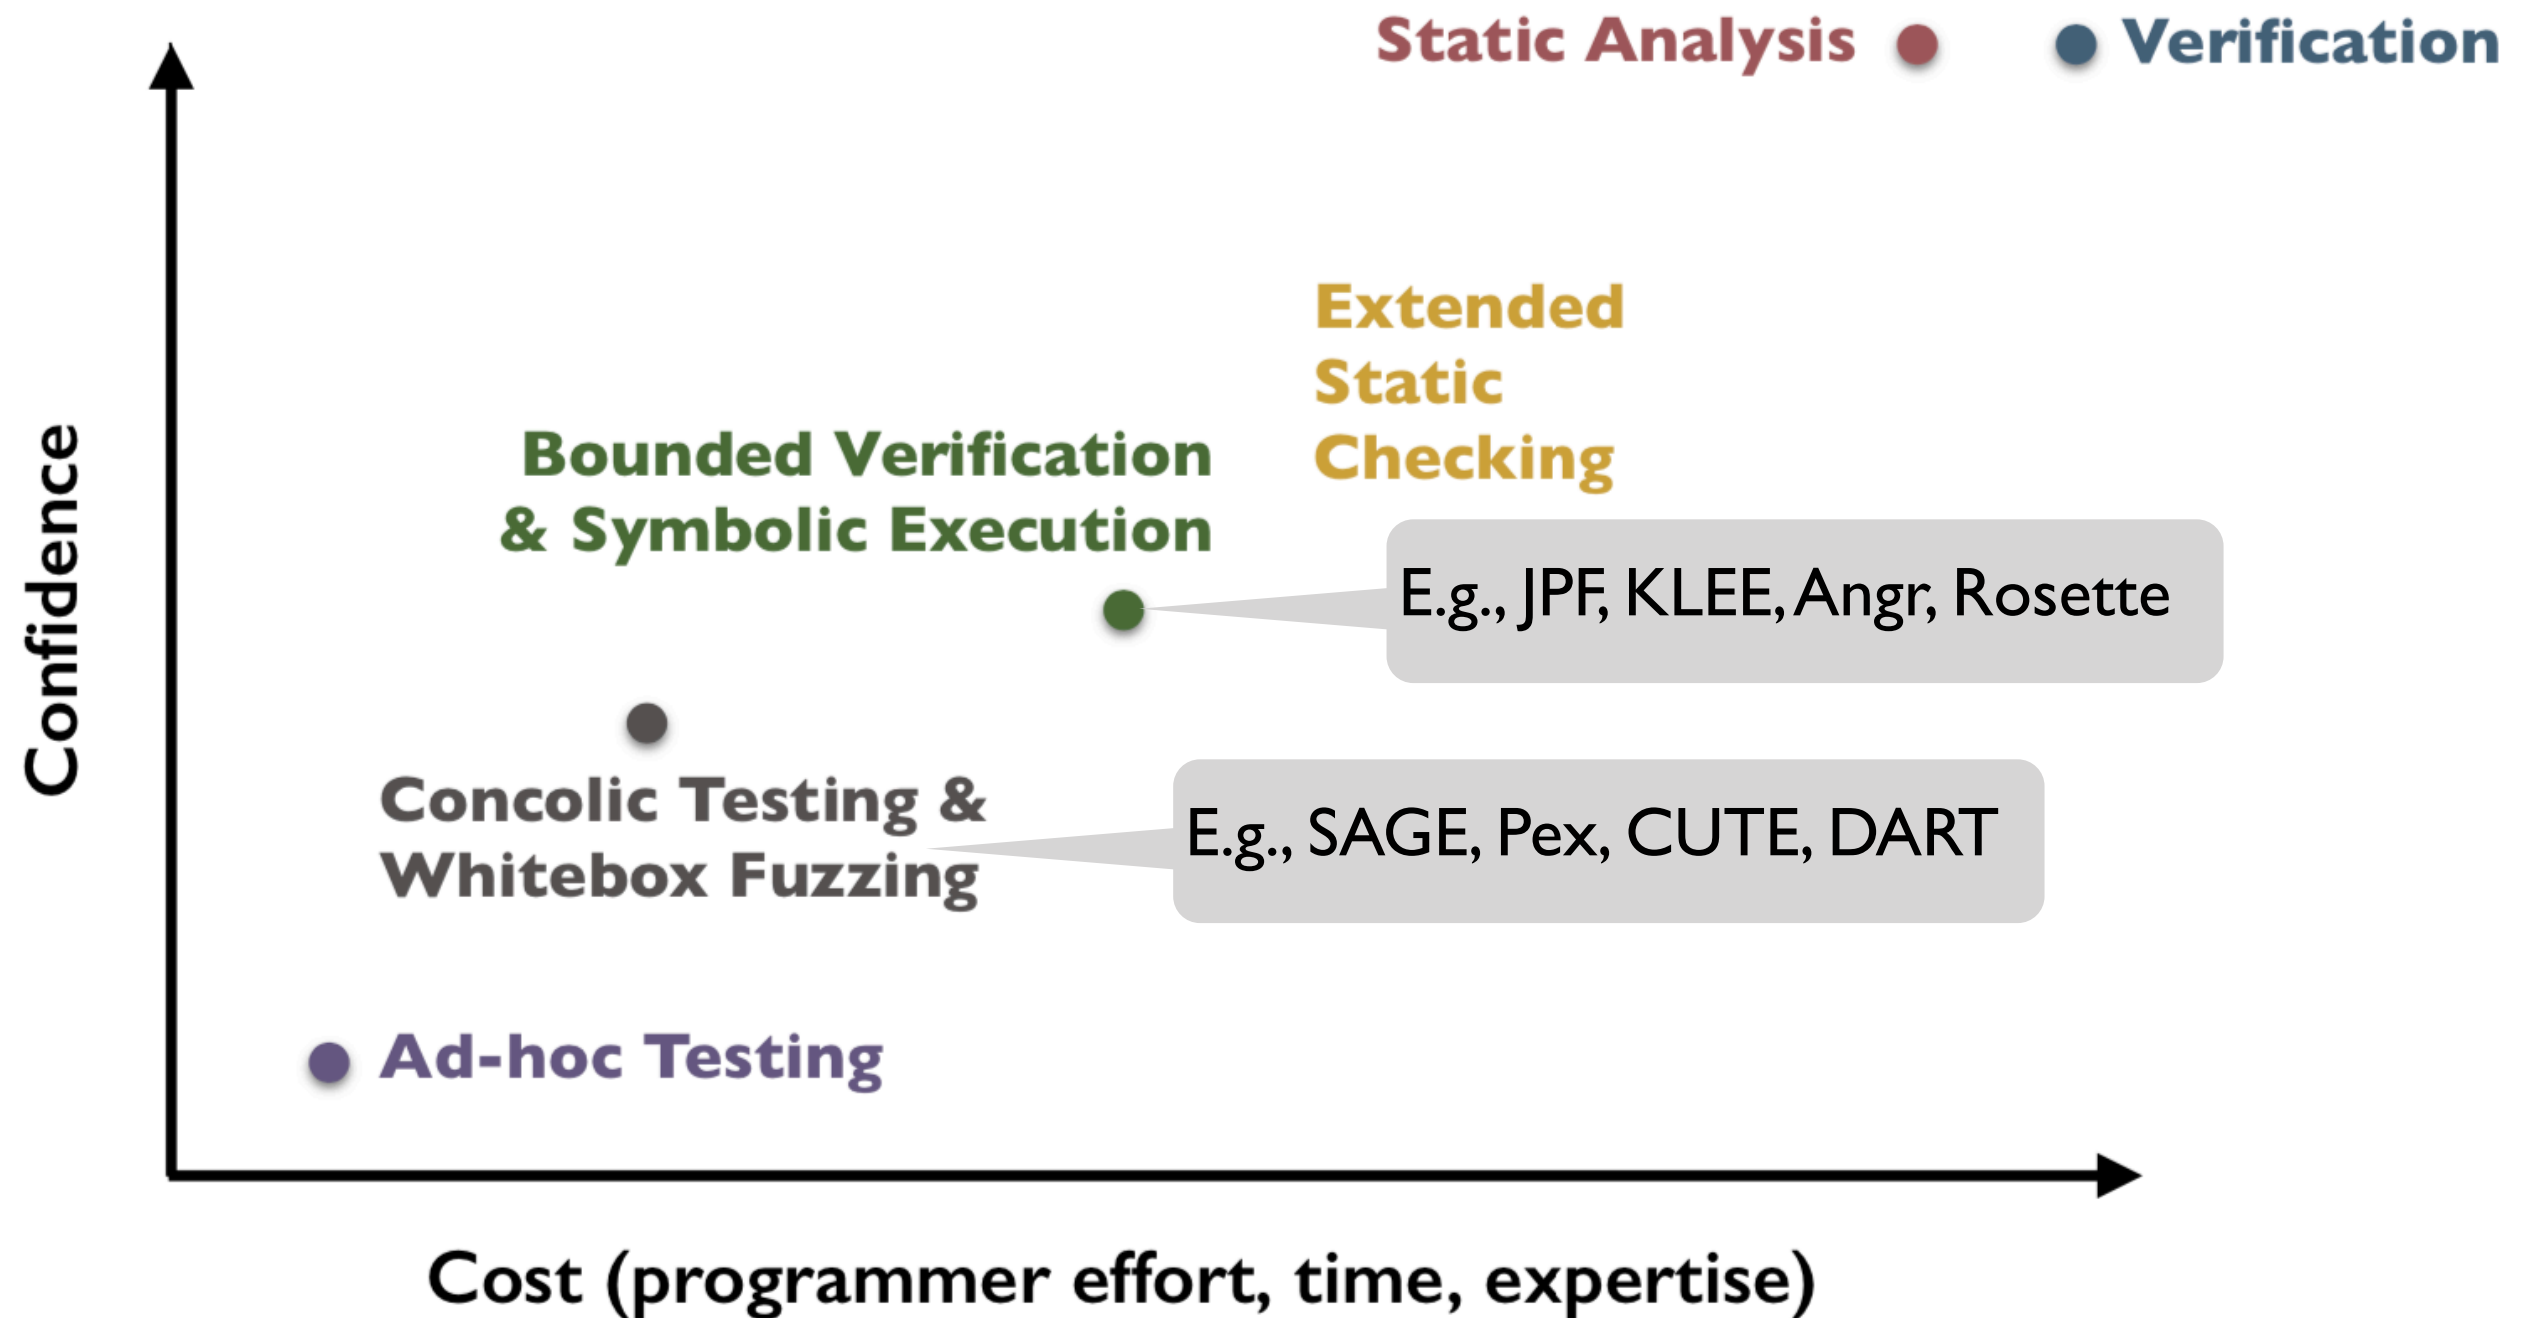 Static Analysis
Verification
Extended
Static
Checking
Bounded Verification
& Symbolic Execution
E.g., JPF, KLEE, Angr, Rosette
Confidence
Concolic Testing &
Whitebox Fuzzing
E.g., SAGE, Pex, CUTE, DART
Ad-hoc Testing
Cost (programmer effort, time, expertise)